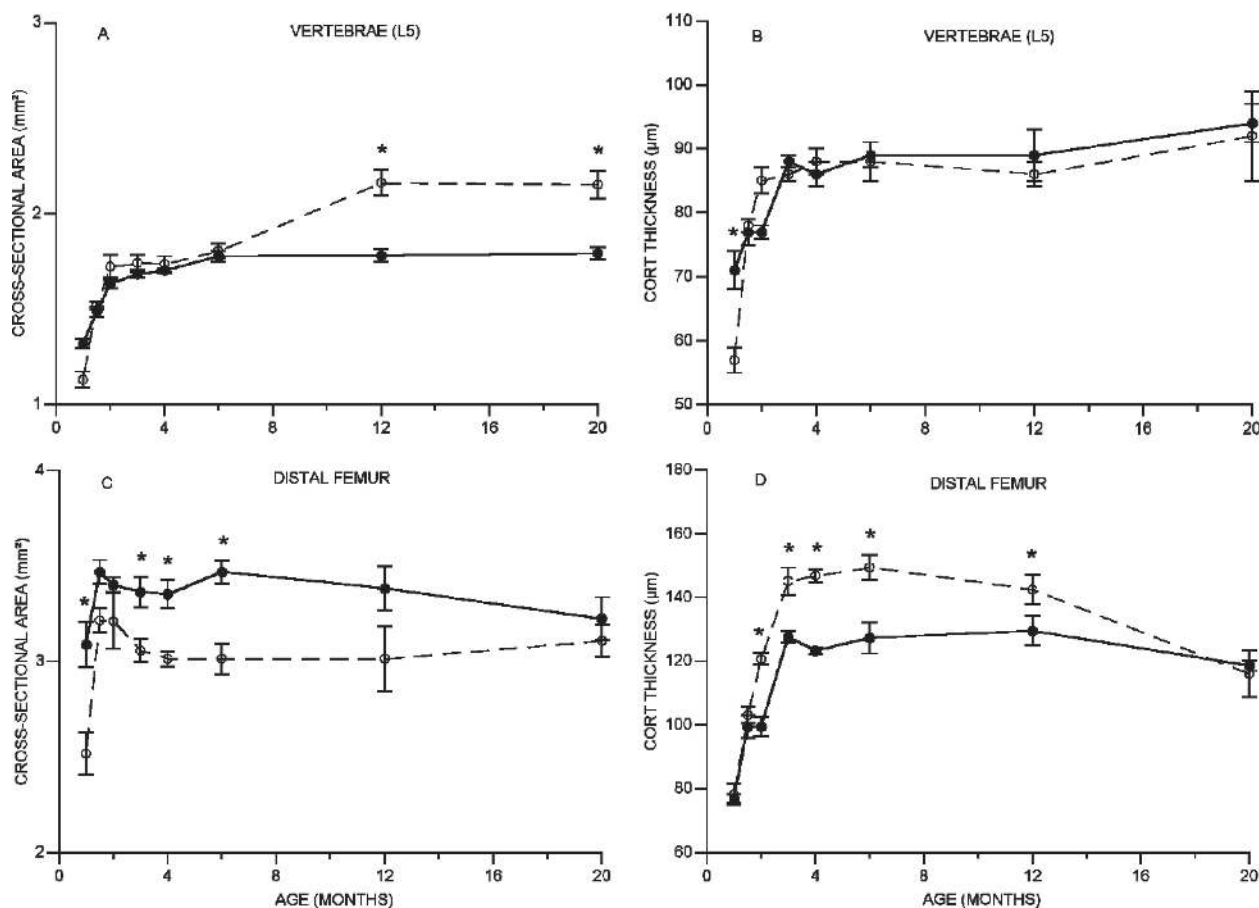 A
VERTEBRAE (L5)
CROSS-SECTIONAL AREA (mm²)
3
2
1
* *
0 4 8 12 16 20
B
VERTEBRAE (L5)
CORT THICKNESS (µm)
110
100
90
80
70
60
50
*
0 4 8 12 16 20
C
DISTAL FEMUR
CROSS-SECTIONAL AREA (mm²)
4
3
2
* * * *
0 4 8 12 16 20
AGE (MONTHS)
D
DISTAL FEMUR
CORT THICKNESS (µm)
180
160
140
120
100
80
60
* * * * *
0 4 8 12 16 20
AGE (MONTHS)